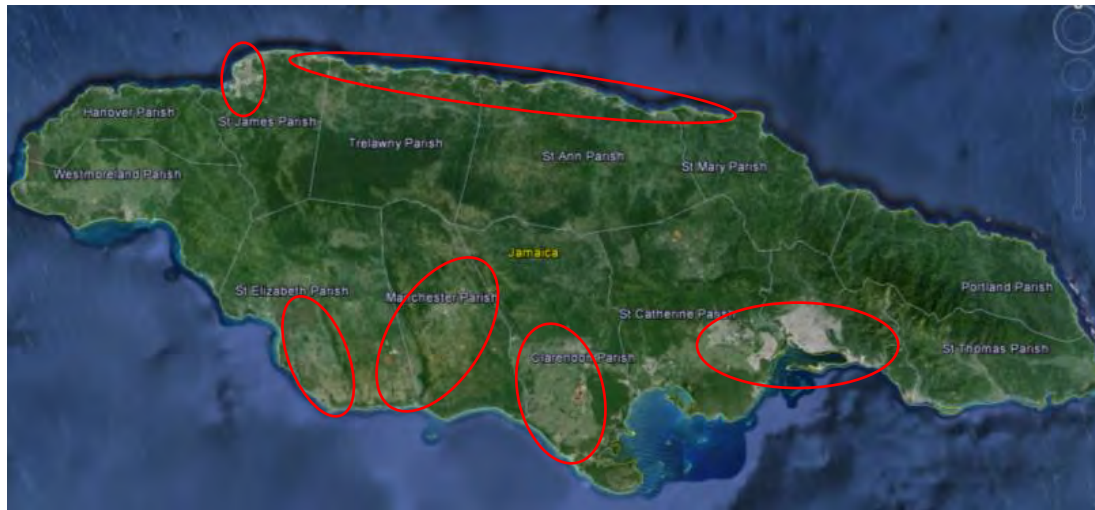 Hanover Parish
St James Parish
Trelawny Parish
St Ann Parish
St Mary Parish
Westmoreland Parish
Jamaica
St Elizabeth Parish
Manchester Parish
Portland Parish
St Catherine Parish
Clarendon Parish
St Thomas Parish